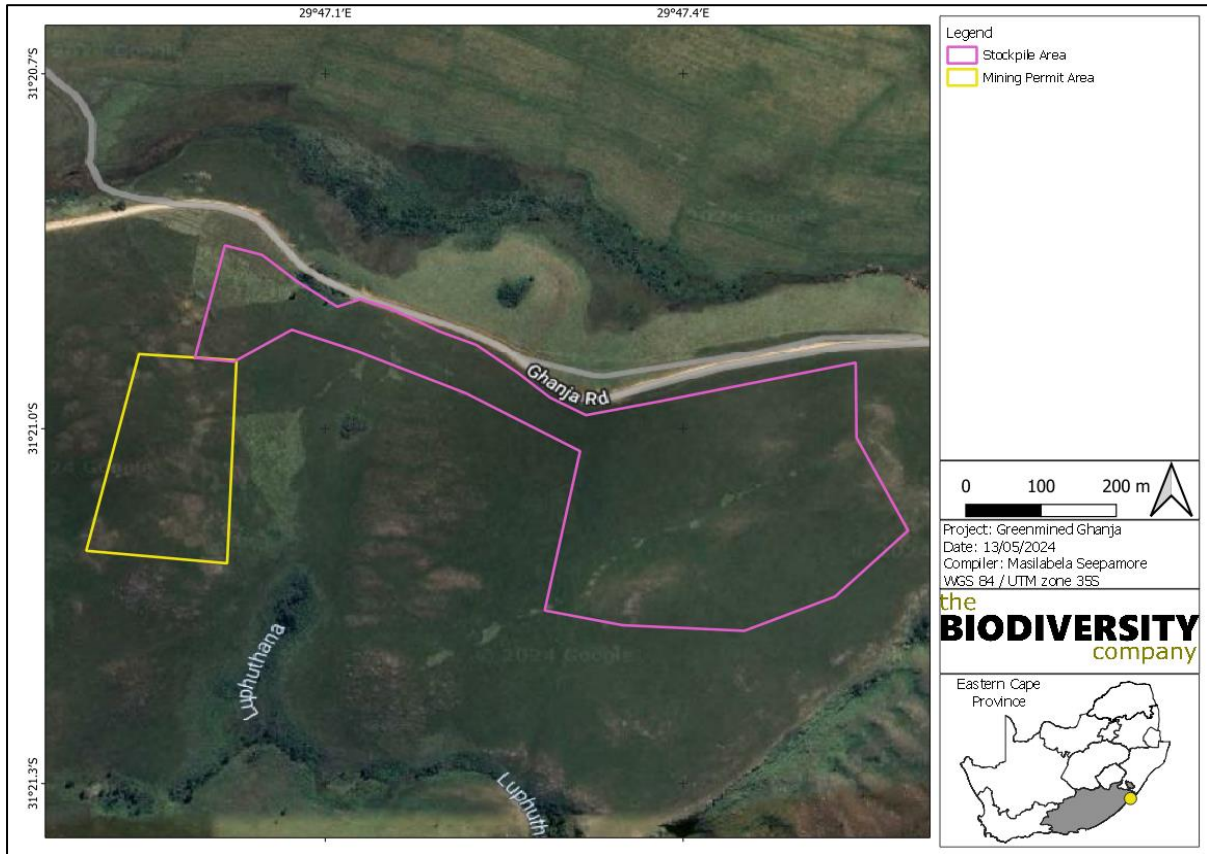 29°47.1'E
29°47.4'E
31°20.7'S
31°21.0'S
31°21.3'S
Ghanja Rd
24 Google
2024 Google
Luphuthana
Luphuth
Legend
Stockpile Area
Mining Permit Area
0 100 200 m
Project: Greenmined Ghanja
Date: 13/05/2024
Compiler: Masilabela Seepamore
WGS 84 / UTM zone 35S
the
BIODIVERSITY
company
Eastern Cape
Province